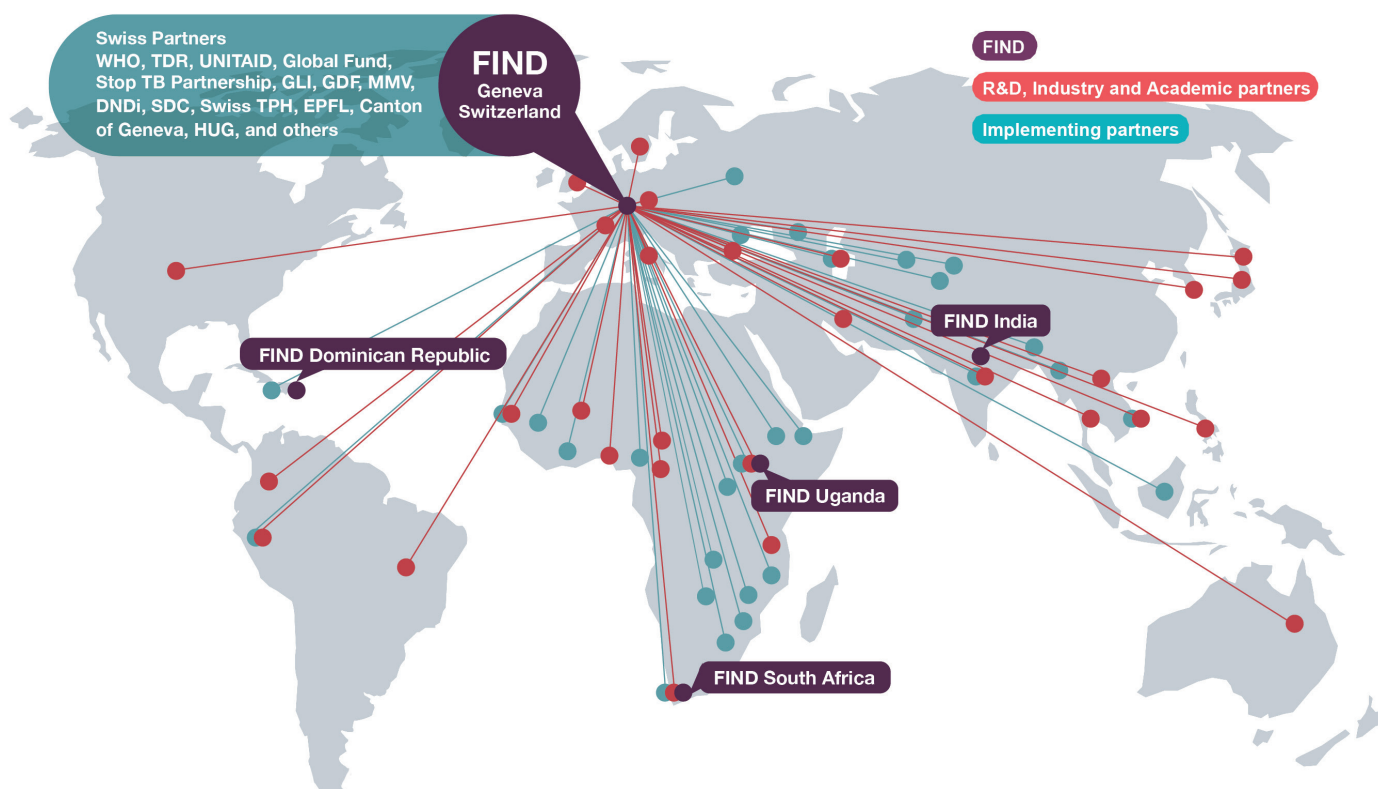 Swiss Partners
WHO, TDR, UNITAID, Global Fund,
Stop TB Partnership, GLI, GDF, MMV,
DNDi, SDC, Swiss TPH, EPFL, Canton
of Geneva, HUG, and others
FIND
Geneva
Switzerland
FIND
R&D, Industry and Academic partners
Implementing partners
FIND India
FIND Dominican Republic
FIND Uganda
FIND South Africa